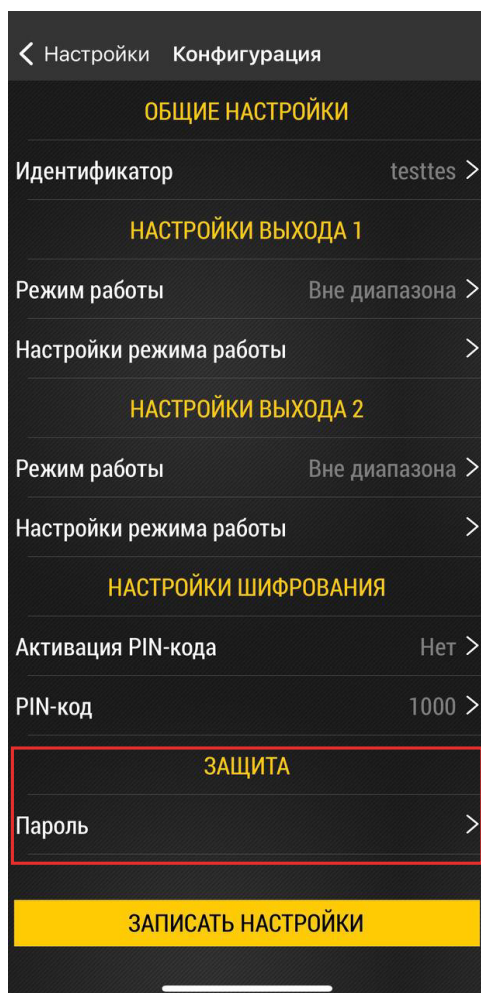 Настройки Конфигурация
ОБЩИЕ НАСТРОЙКИ
Идентификатор testtes
НАСТРОЙКИ ВЫХОДА 1
Режим работы Вне диапазона
Настройки режима работы
НАСТРОЙКИ ВЫХОДА 2
Режим работы Вне диапазона
Настройки режима работы
НАСТРОЙКИ ШИФРОВАНИЯ
Активация PIN-кода Нет
PIN-код 1000
ЗАЩИТА
Пароль
ЗАПИСАТЬ НАСТРОЙКИ